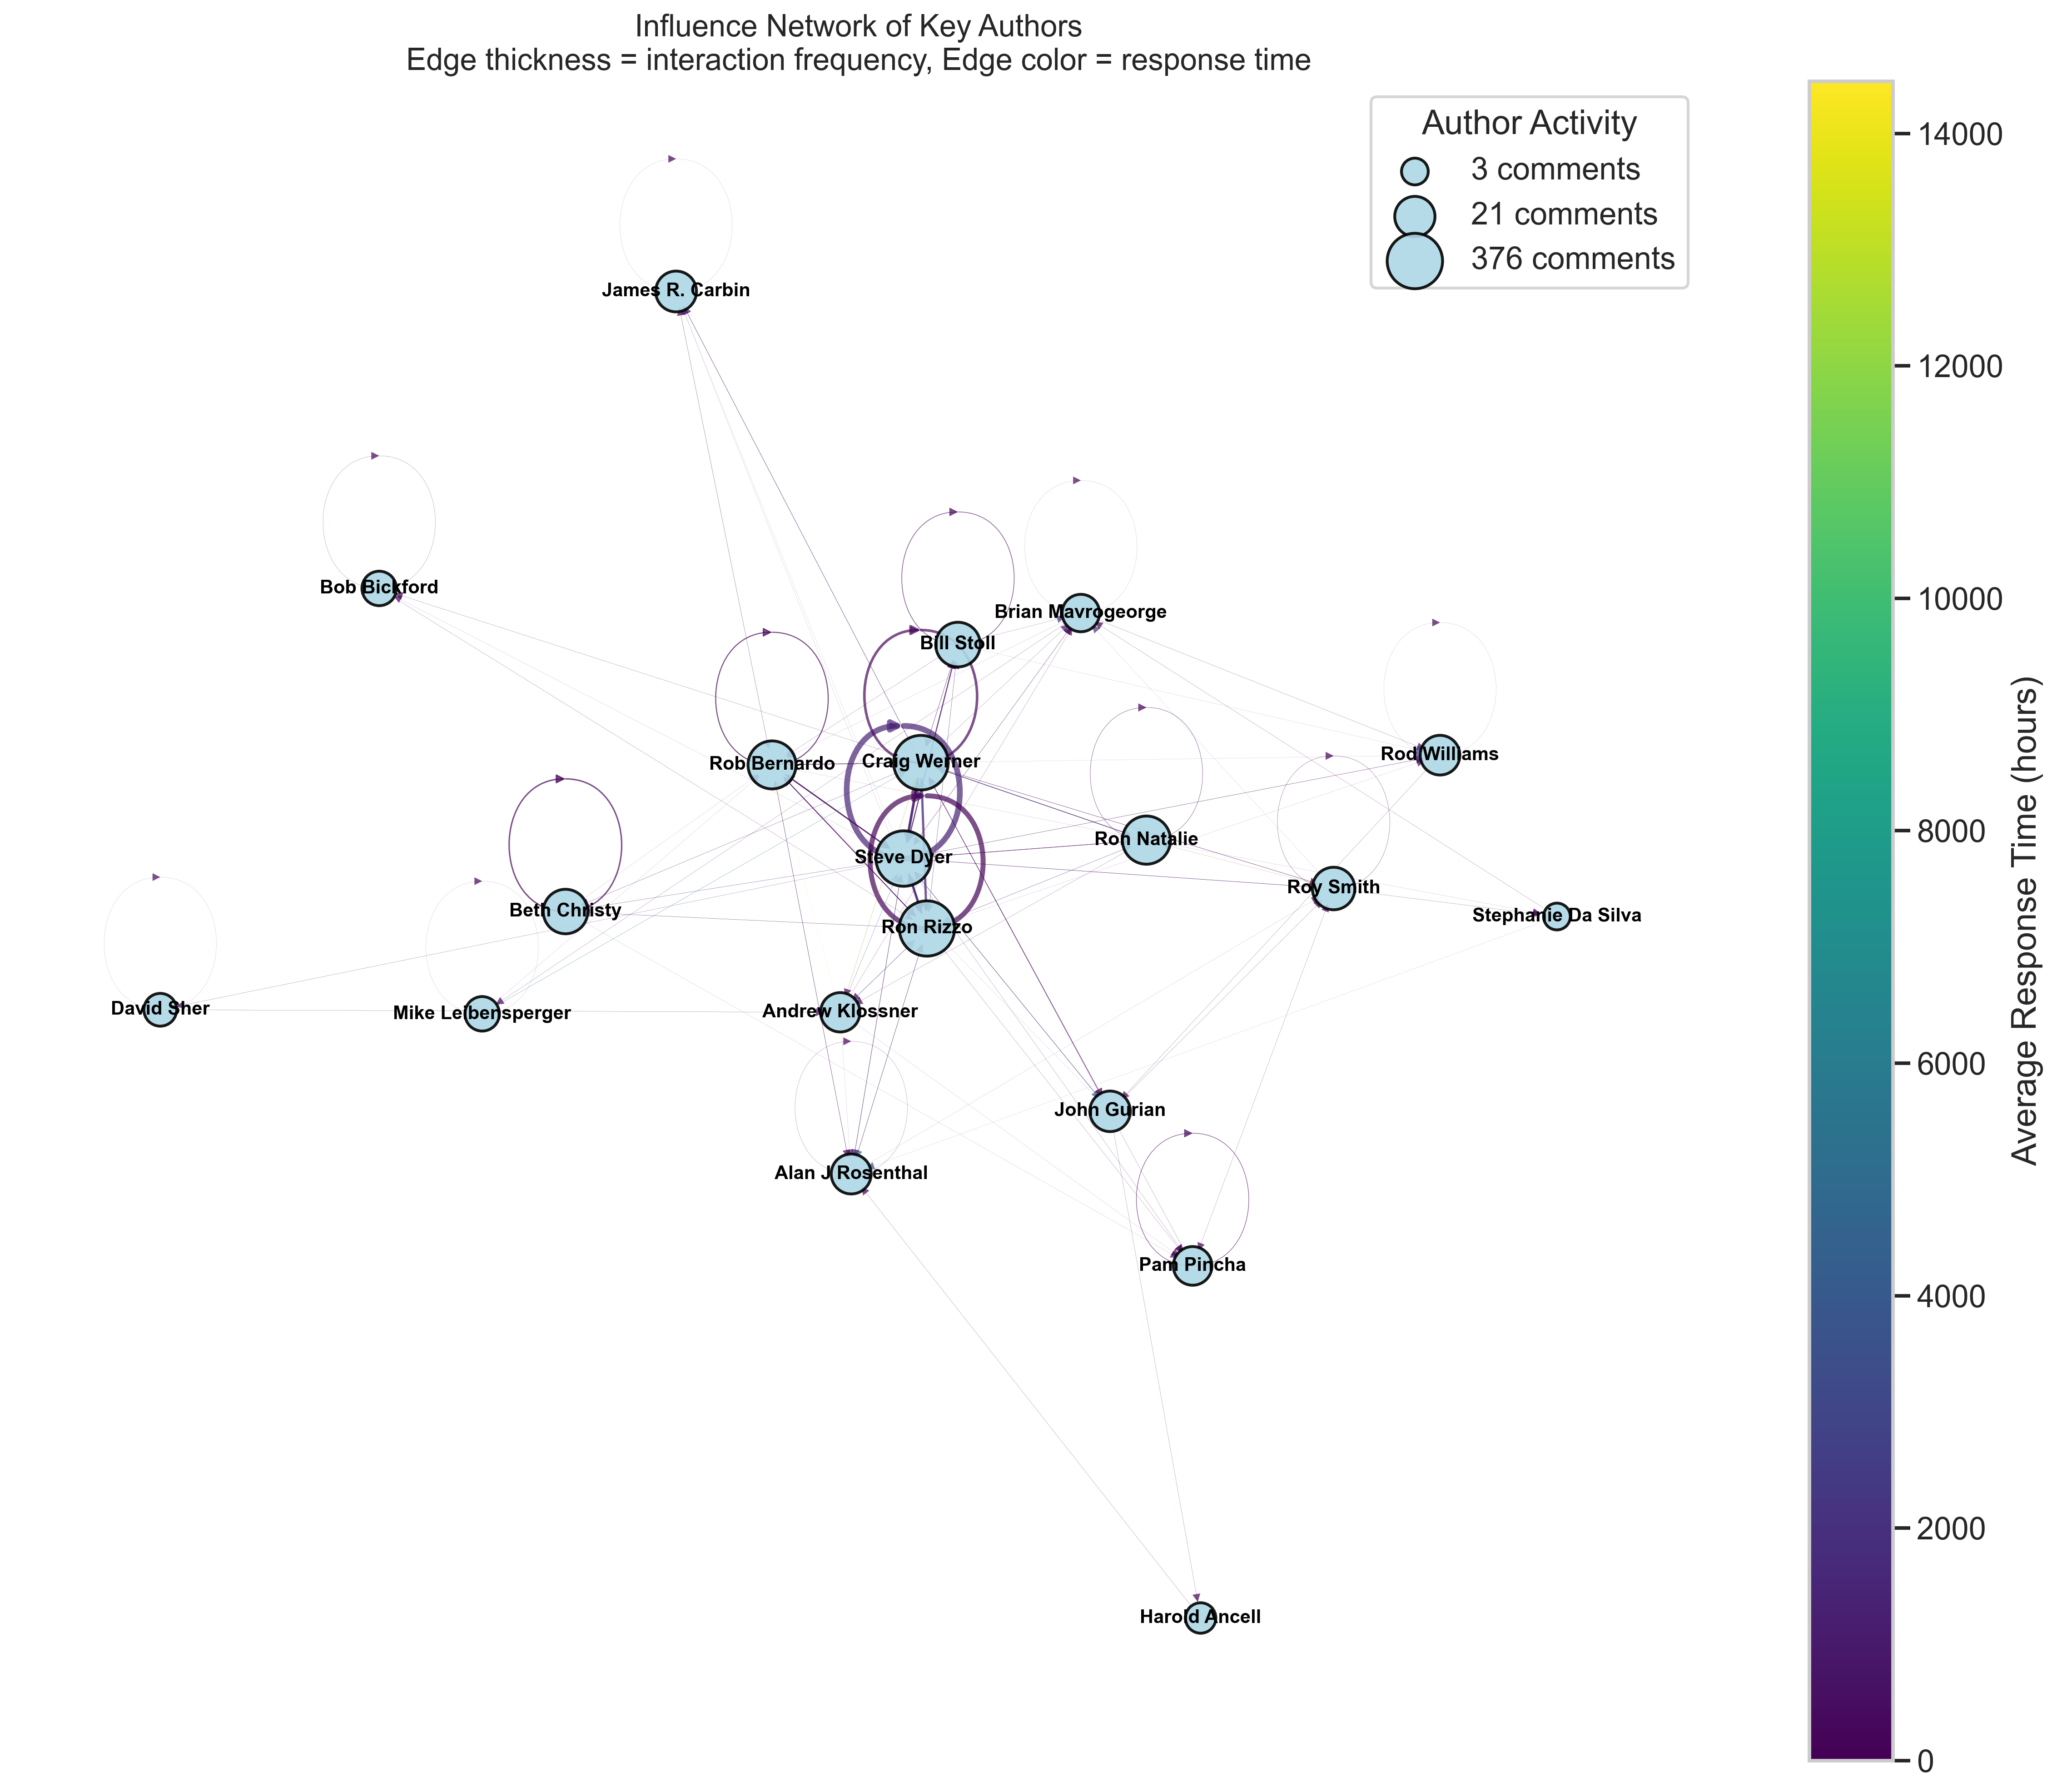 Influence Network of Key Authors
Edge thickness = interaction frequency, Edge color = response time
Author Activity
3 comments
21 comments
376 comments
James R. Carbin
Bob Bickford
Brian Mavrogeorge
Bill Stoll
Rob Bernardo
Craig Werner
Rod Williams
Ron Natalie
Steve Dyer
Roy Smith
Beth Christy
Stephanie Da Silva
Ron Rizzo
David Sher
Mike Leibensperger
Andrew Klossner
John Gurian
Alan J Rosenthal
Pam Pincha
Harold Ancell
14000
12000
10000
8000
6000
4000
2000
0
Average Response Time (hours)